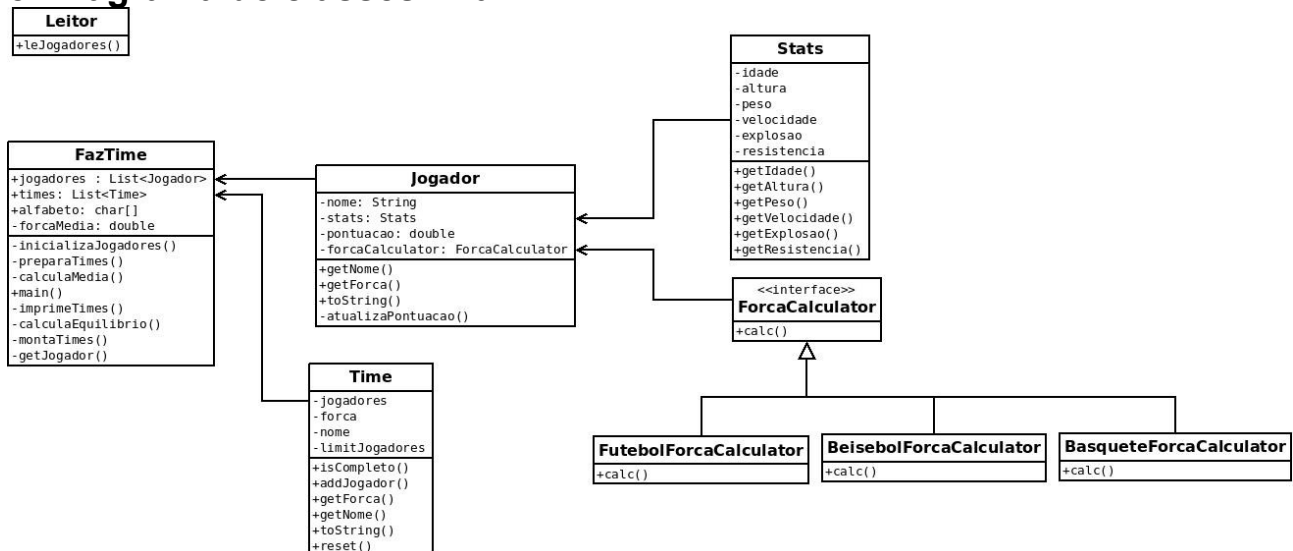 Leitor
+leJogadores()
FazTime
+jogadores : List<Jogador>
+times: List<Time>
+alfabeto: char[]
-forcaMedia: double
-inicializaJogadores()
-preparaTimes()
-calculaMedia()
+main()
-imprimeTimes()
-calculaEquilibrio()
-montaTimes()
-getJogador()
Jogador
-nome: String
-stats: Stats
-pontuacao: double
-forcaCalculator: ForcaCalculator
+getNome()
+getForca()
+toString()
-atualizaPontuacao()
Time
-jogadores
-forca
-nome
-limitJogadores
+isCompleto()
+addJogador()
+getForca()
+getNome()
+toString()
+reset()
Stats
-idade
-altura
-peso
-velocidade
-explosao
-resistencia
+getIdade()
+getAltura()
+getPeso()
+getVelocidade()
+getExplosao()
+getResistencia()
<<interface>>
ForcaCalculator
+calc()
FutebolForcaCalculator
+calc()
BeisebolForcaCalculator
+calc()
BasqueteForcaCalculator
+calc()